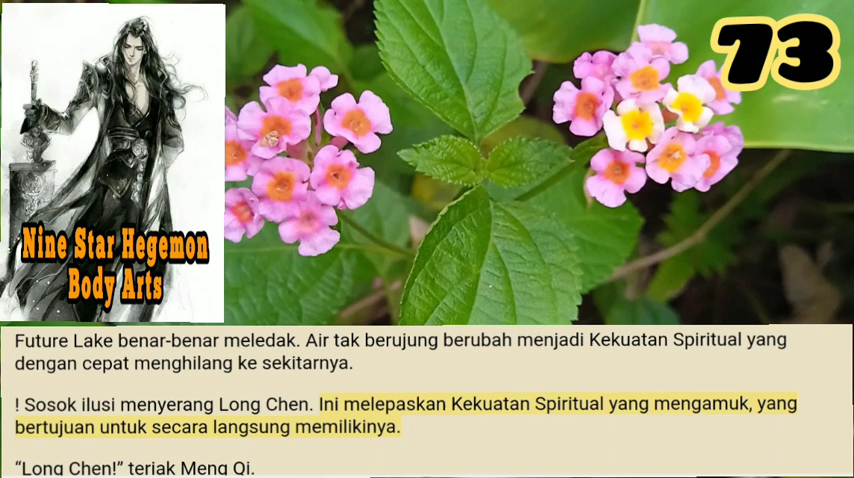 73
Nine Star Hegemon
Body Arts
Future Lake benar-benar meledak. Air tak berujung berubah menjadi Kekuatan Spiritual yang
dengan cepat menghilang ke sekitarnya.
! Sosok ilusi menyerang Long Chen. Ini melepaskan Kekuatan Spiritual yang mengamuk, yang
bertujuan untuk secara langsung memilikinya.
“Long Chen!” teriak Meng Qi.